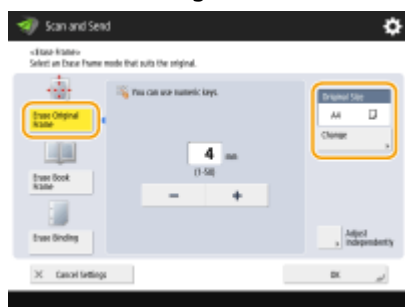 Scan and Send
<Erase Frame>
Select an Erase Frame mode that suits the original.
You can use numeric keys.
Erase Original
Frame
Original Size
A4
Change
4 mm
(1-50)
Erase Book
Frame
− +
Erase Binding
Adjust
Independently
Cancel Settings
OK